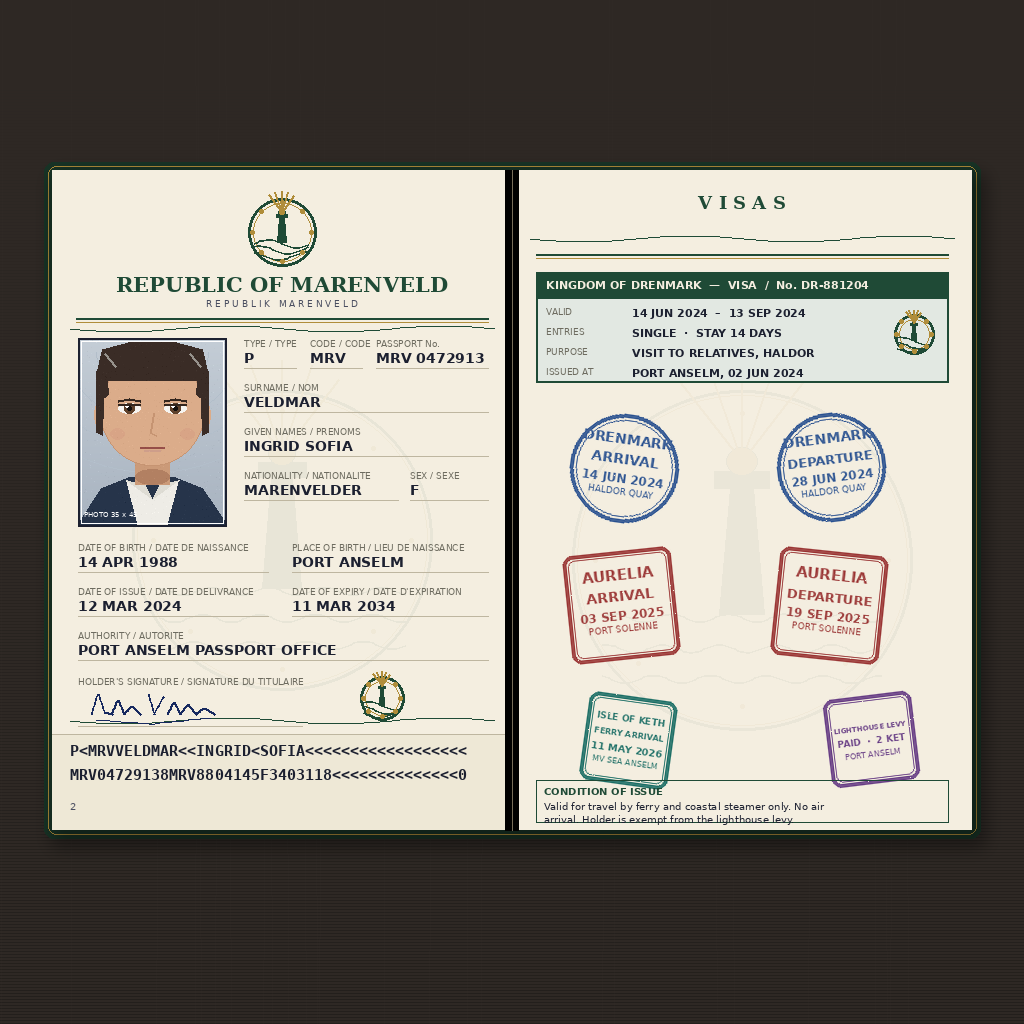 REPUBLIC OF MARENVELD
REPUBLIK MARENVELD
TYPE / TYPE CODE / CODE PASSPORT No.
P MRV MRV 0472913
SURNAME / NOM
VELDMAR
GIVEN NAMES / PRENOMS
INGRID SOFIA
NATIONALITY / NATIONALITE SEX / SEXE
MARENVELDER F
PHOTO 35 x 4
DATE OF BIRTH / DATE DE NAISSANCE PLACE OF BIRTH / LIEU DE NAISSANCE
14 APR 1988 PORT ANSELM
DATE OF ISSUE / DATE DE DELIVRANCE DATE OF EXPIRY / DATE D'EXPIRATION
12 MAR 2024 11 MAR 2034
AUTHORITY / AUTORITE
PORT ANSELM PASSPORT OFFICE
HOLDER'S SIGNATURE / SIGNATURE DU TITULAIRE
P<MRVVELDMAR<<INGRID<SOFIA<<<<<<<<<<<<<<<<<<
MRV04729138MRV8804145F3403118<<<<<<<<<<<<<<0
2
VISAS
KINGDOM OF DRENMARK — VISA / No. DR-881204
VALID 14 JUN 2024 – 13 SEP 2024
ENTRIES SINGLE · STAY 14 DAYS
PURPOSE VISIT TO RELATIVES, HALDOR
ISSUED AT PORT ANSELM, 02 JUN 2024
DRENMARK
ARRIVAL
14 JUN 2024
HALDOR QUAY
DRENMARK
DEPARTURE
28 JUN 2024
HALDOR QUAY
AURELIA
ARRIVAL
03 SEP 2025
PORT SOLENNE
AURELIA
DEPARTURE
19 SEP 2025
PORT SOLENNE
ISLE OF KETH
FERRY ARRIVAL
11 MAY 2026
MV SEA ANSELM
LIGHTHOUSE LEVY
PAID · 2 KET
PORT ANSELM
CONDITION OF ISSUE
Valid for travel by ferry and coastal steamer only. No air
arrival. Holder is exempt from the lighthouse levy